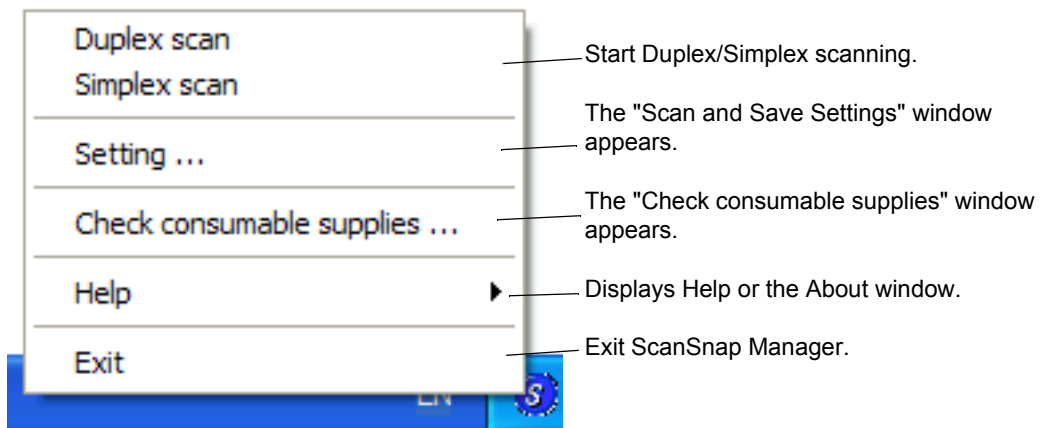 Duplex scan
Simplex scan
Start Duplex/Simplex scanning.
Setting ...
The "Scan and Save Settings" window
appears.
Check consumable supplies ...
The "Check consumable supplies" window
appears.
Help
Displays Help or the About window.
Exit
Exit ScanSnap Manager.
EN
S